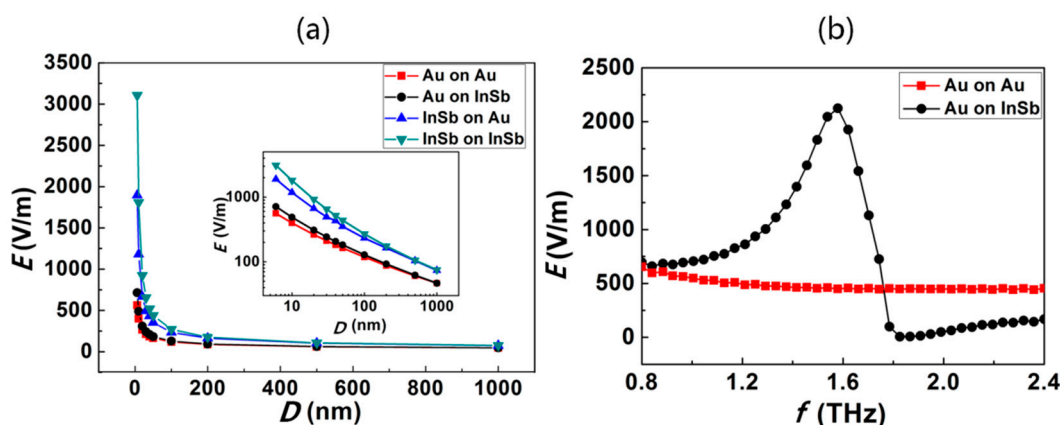 (a)
3500
3000
2500
2000
1500
1000
500
0
E (V/m)
Au on Au
Au on InSb
InSb on Au
InSb on InSb
1000
100
E (V/m)
10
100
1000
D (nm)
0
200
400
600
800
1000
D (nm)
(b)
2500
2000
1500
1000
500
0
E (V/m)
Au on Au
Au on InSb
0.8
1.2
1.6
2.0
2.4
f (THz)